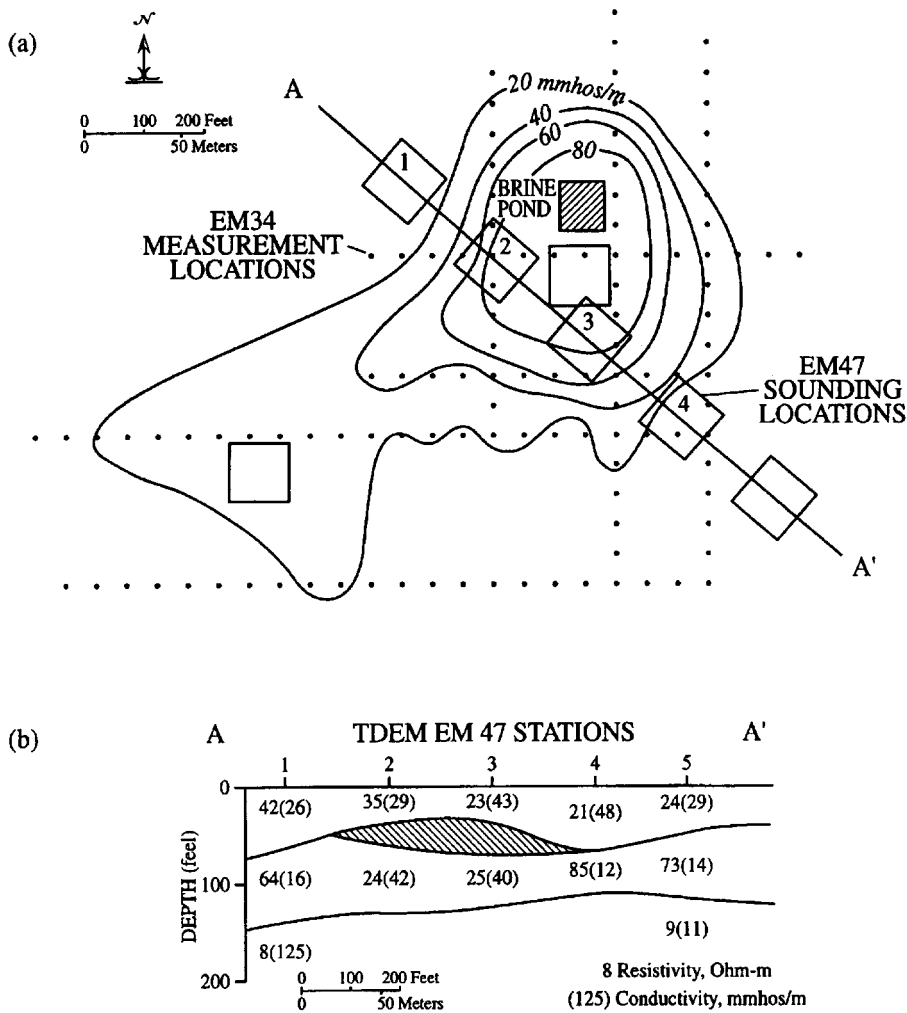 (a)
N
0 100 200 Feet
0 50 Meters
A
20 mmhos/m
40
60
80
1
BRINE
POND
2
EM34
MEASUREMENT
LOCATIONS
3
EM47
SOUNDING
LOCATIONS
4
A'
(b)
A TDEM EM 47 STATIONS A'
1 2 3 4 5
0
42(26) 35(29) 23(43) 21(48) 24(29)
DEPTH (feel)
100
64(16) 24(42) 25(40) 85(12) 73(14)
8(125) 9(11)
200
0 100 200 Feet
0 50 Meters
8 Resistivity, Ohm-m
(125) Conductivity, mmhos/m